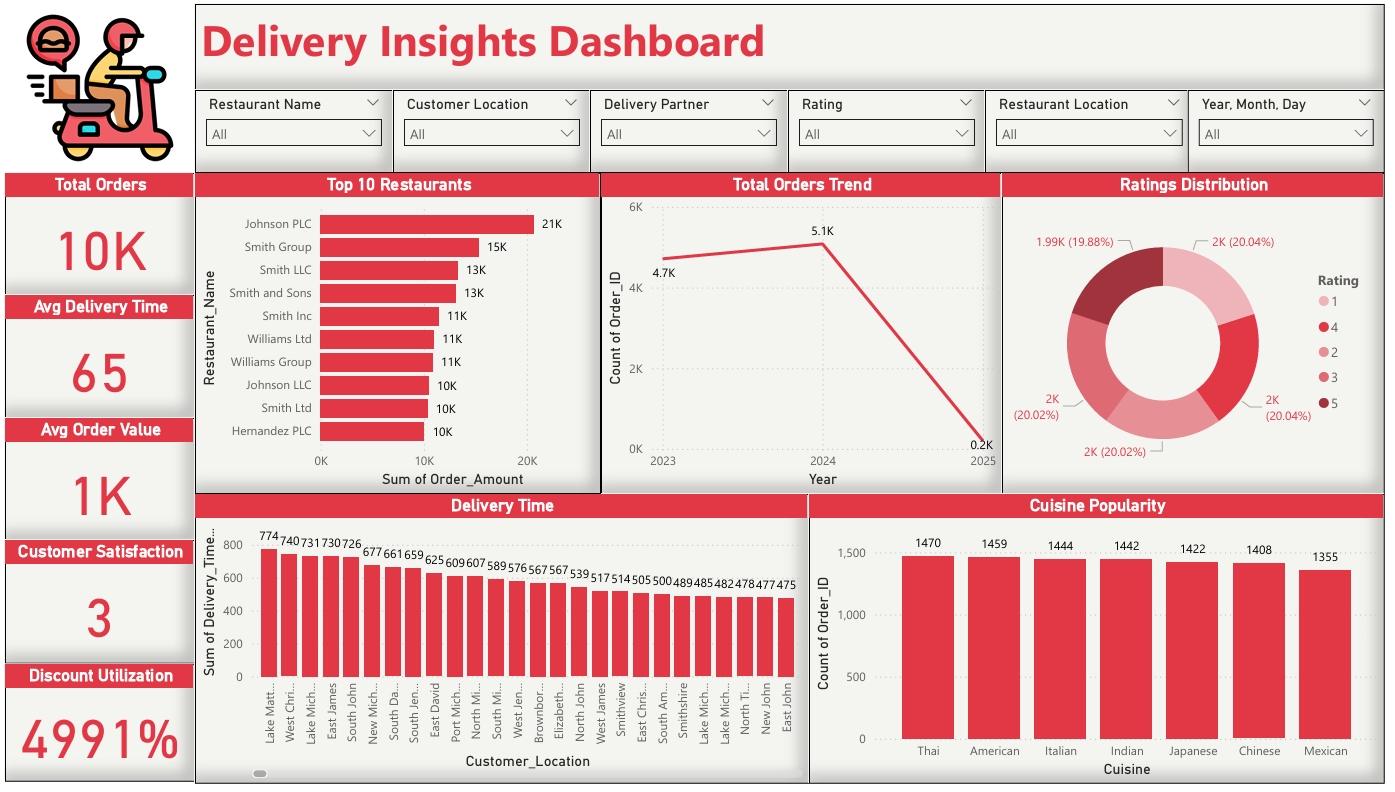 Delivery Insights Dashboard
Restaurant Name
All
Customer Location
All
Delivery Partner
All
Rating
All
Restaurant Location
All
Year, Month, Day
All
Total Orders
10K
Avg Delivery Time
65
Avg Order Value
1K
Customer Satisfaction
3
Discount Utilization
4991%
Top 10 Restaurants
Restaurant_Name
Johnson PLC 21K
Smith Group 15K
Smith LLC 13K
Smith and Sons 13K
Smith Inc 11K
Williams Ltd 11K
Williams Group 11K
Johnson LLC 10K
Smith Ltd 10K
Hernandez PLC 10K
0K 10K 20K
Sum of Order_Amount
Total Orders Trend
Count of Order_ID
6K
4K
2K
0K
4.7K
5.1K
0.2K
2023 2024 2025
Year
Ratings Distribution
1.99K (19.88%)
2K (20.04%)
2K
(20.02%)
2K
(20.04%)
2K (20.02%)
Rating
1
4
2
3
5
Delivery Time
Sum of Delivery_Time...
800
600
400
200
0
774 740 731 730 726 677 661 659 625 609 607 589 576 567 567 539 517 514 505 500 489 485 482 478 477 475
Lake Matt...
West Chri...
Lake Mich...
East James
South John
New Mich...
South Da...
South Jen...
East David
Port Mich...
North Mi...
South Mi...
West Jen...
Brownbor...
Elizabeth...
North John
West James
Smithview
East Chris...
South Am...
Smithshire
Lake Mich...
Lake Mich...
North Ti...
New John
East John
Customer_Location
Cuisine Popularity
Count of Order_ID
1,500
1,000
500
0
1470 1459 1444 1442 1422 1408 1355
Thai American Italian Indian Japanese Chinese Mexican
Cuisine